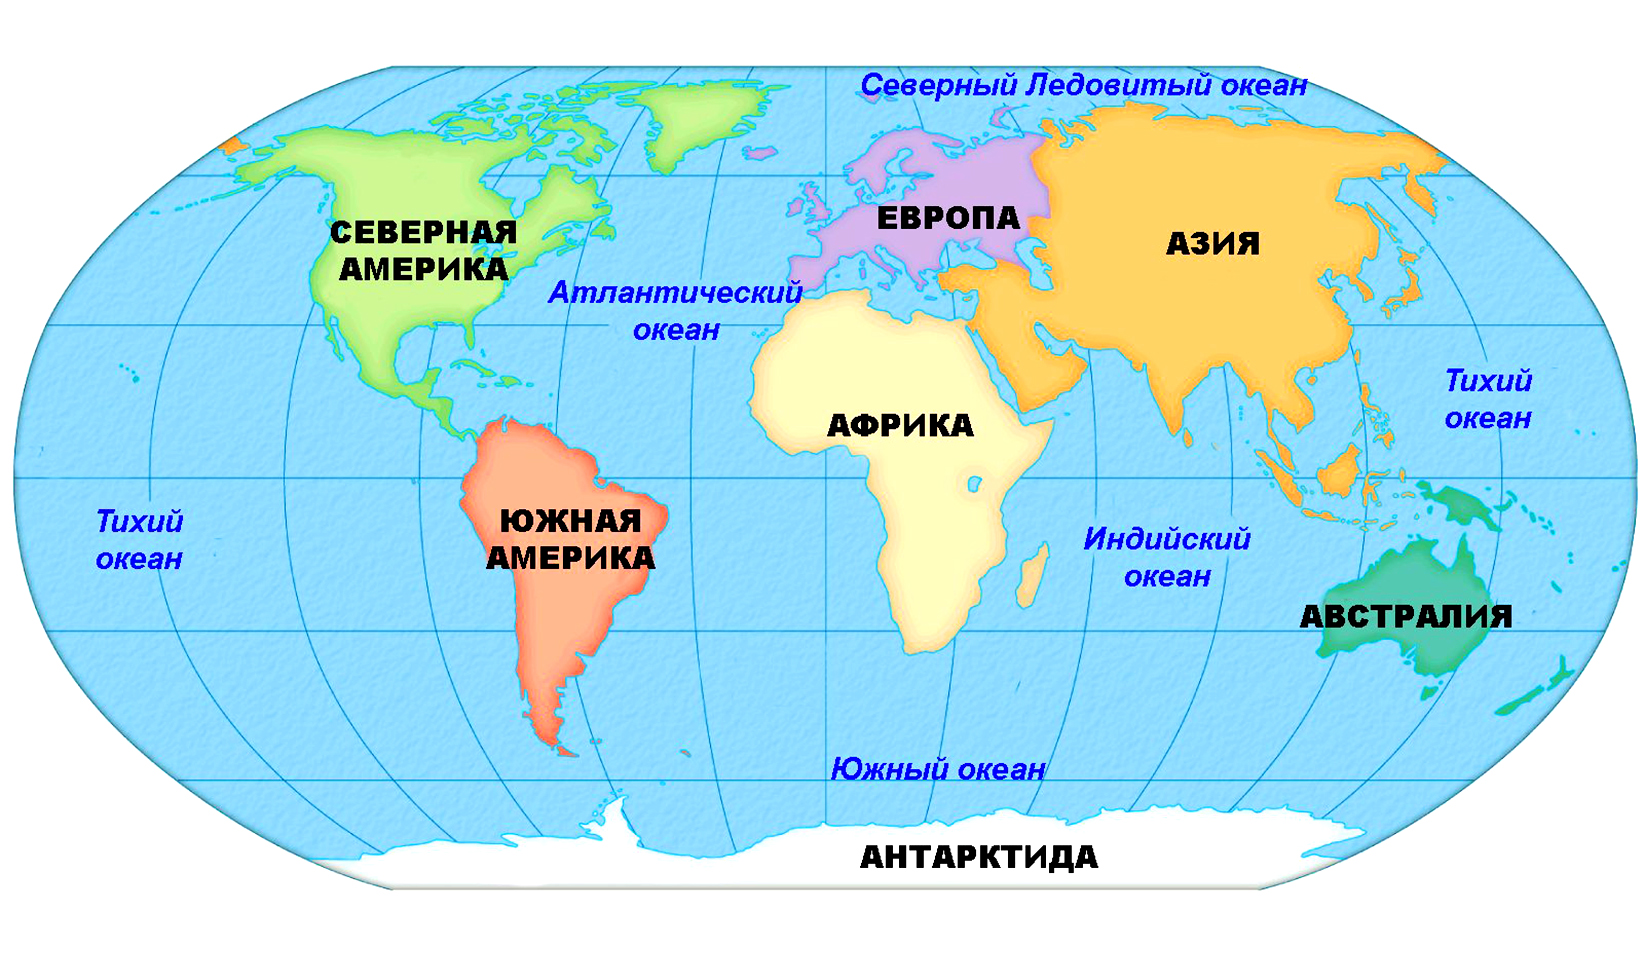 Северный Ледовитый океан
СЕВЕРНАЯ
АМЕРИКА
ЕВРОПА
АЗИЯ
Атлантический
океан
Тихий
океан
АФРИКА
ЮЖНАЯ
АМЕРИКА
Тихий
океан
Индийский
океан
АВСТРАЛИЯ
Южный океан
АНТАРКТИДА